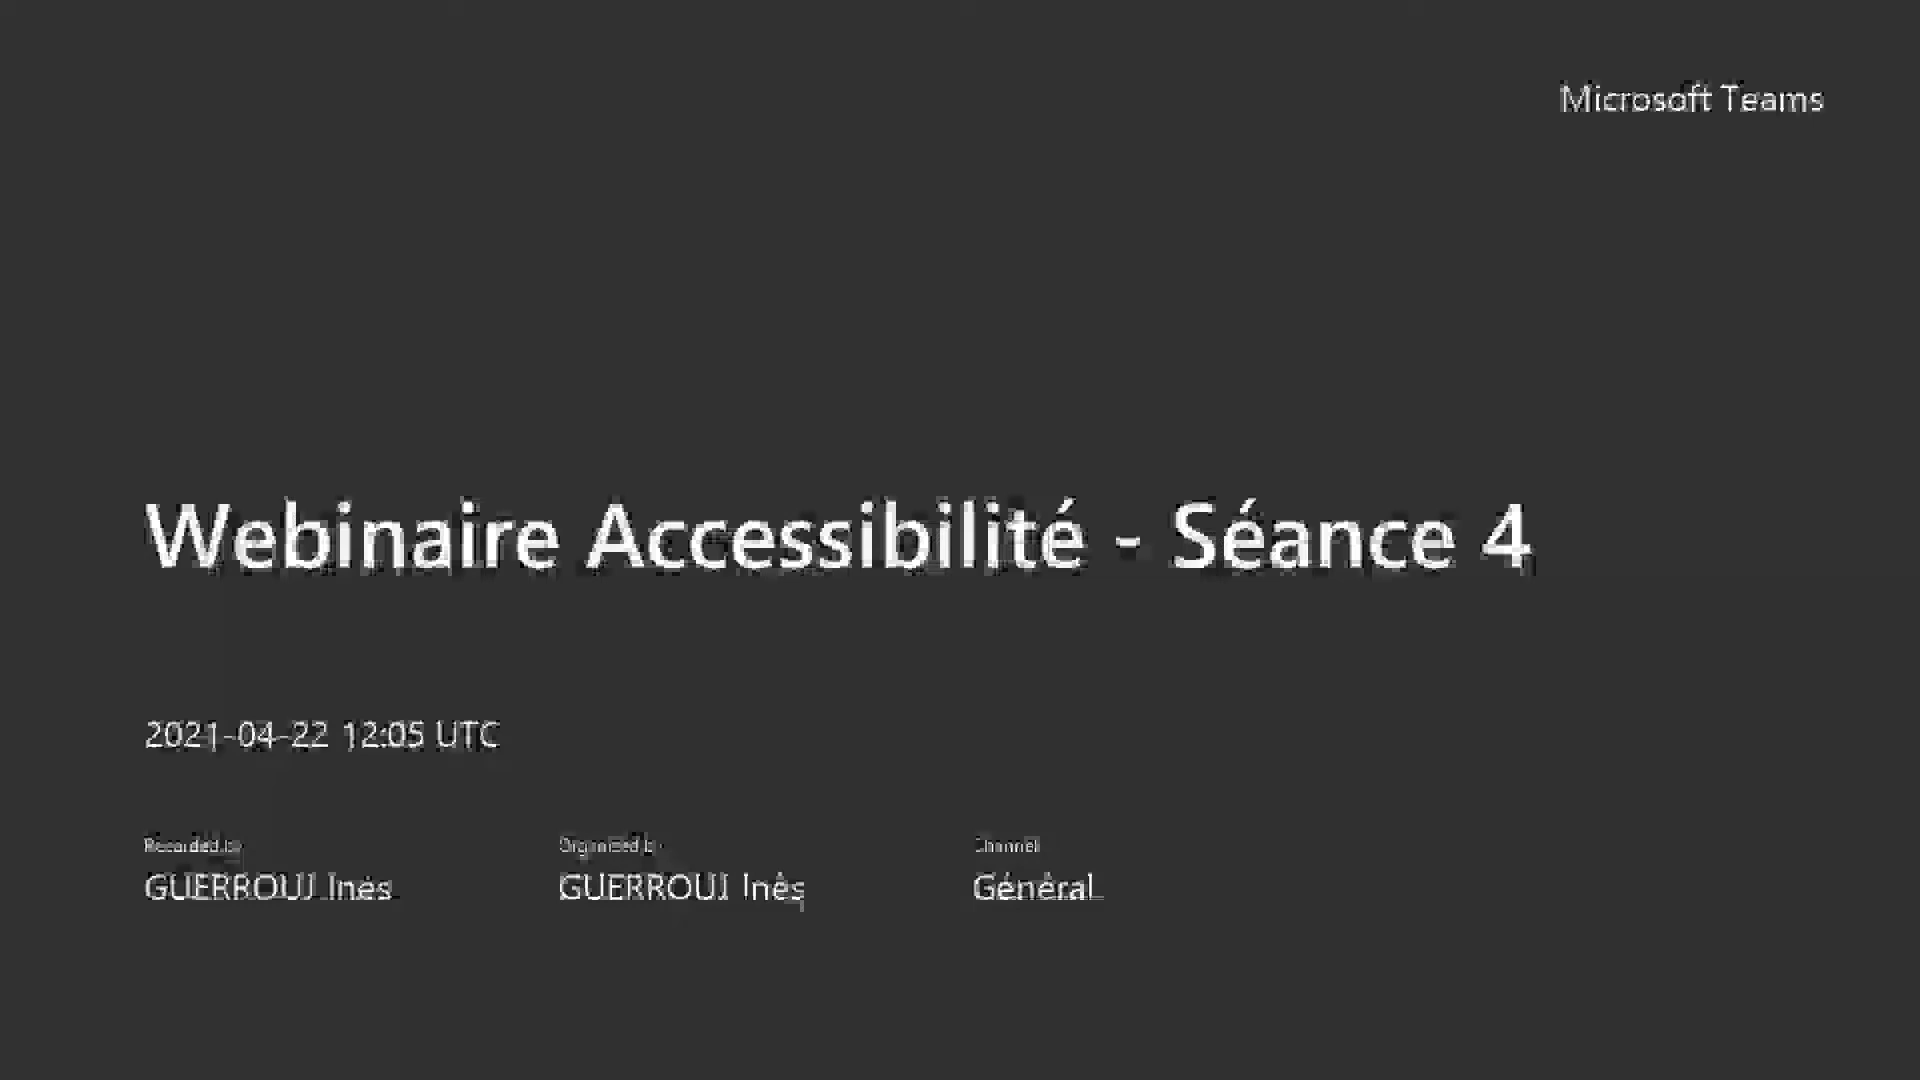 Microsoft Teams
Webinaire Accessibilité - Séance 4
2021-04-22 12:05 UTC
Recorded by
Organized by
Channel
GUERROUJ Inès
GUERROUJ Inès
Général